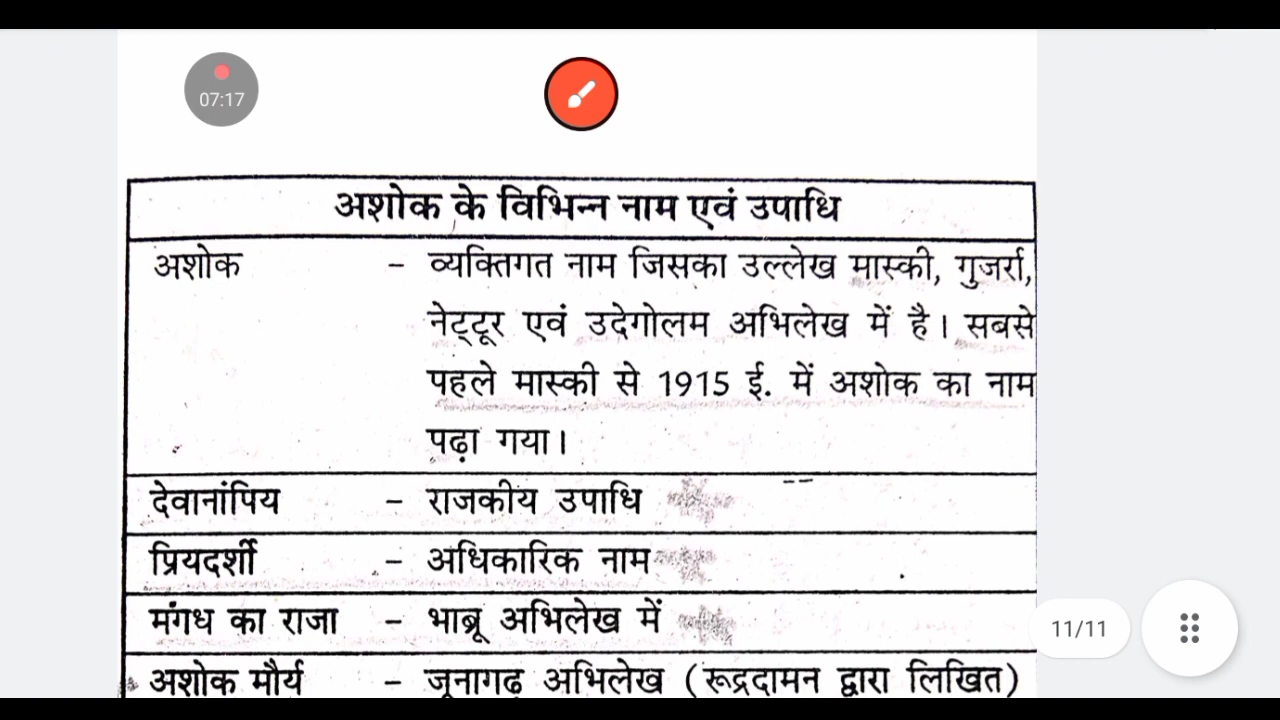 07:17
अशोक के विभिन्न नाम एवं उपाधि
अशोक - व्यक्तिगत नाम जिसका उल्लेख मास्की, गुजर्रा,
नेट्टूर एवं उदेगोलम अभिलेख में है। सबसे
पहले मास्की से 1915 ई. में अशोक का नाम
पढ़ा गया।
देवानांपिय - राजकीय उपाधि
प्रियदर्शी - अधिकारिक नाम
मंगध का राजा - भाब्रू अभिलेख में
11/11
अशोक मौर्य - जूनागढ़ अभिलेख (रूद्रदामन द्वारा लिखित)